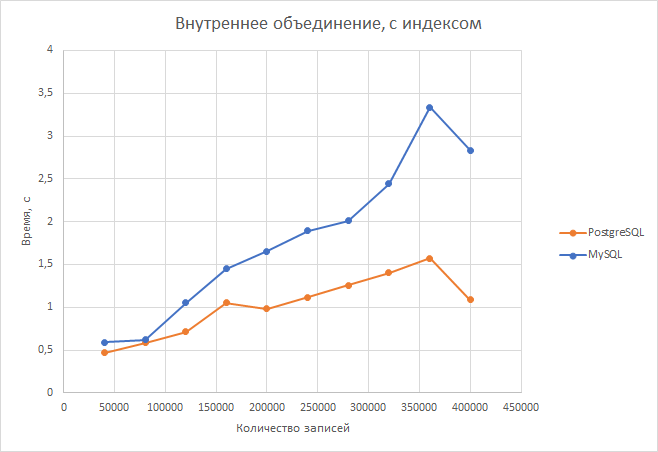 Внутреннее объединение, с индексом
4
3,5
3
2,5
2
1,5
1
0,5
0
Время, с
0 50000 100000 150000 200000 250000 300000 350000 400000 450000
Количество записей
PostgreSQL
MySQL